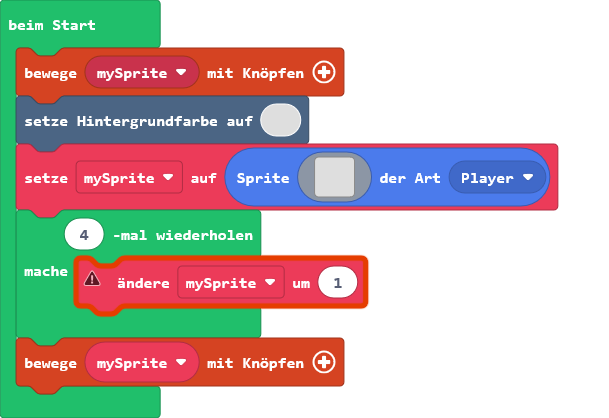 beim Start
bewege mySprite mit Knöpfen
setze Hintergrundfarbe auf
setze mySprite auf Sprite der Art Player
4 -mal wiederholen
mache
ändere mySprite um 1
bewege mySprite mit Knöpfen